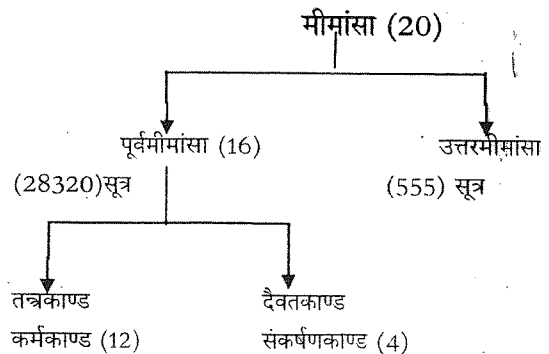 मीमांसा (20)
पूर्वमीमांसा (16)
उत्तरमीमांसा
(28320)सूत्र
(555) सूत्र
तन्त्रकाण्ड
दैवतकाण्ड
कर्मकाण्ड (12)
संकर्षणकाण्ड (4)